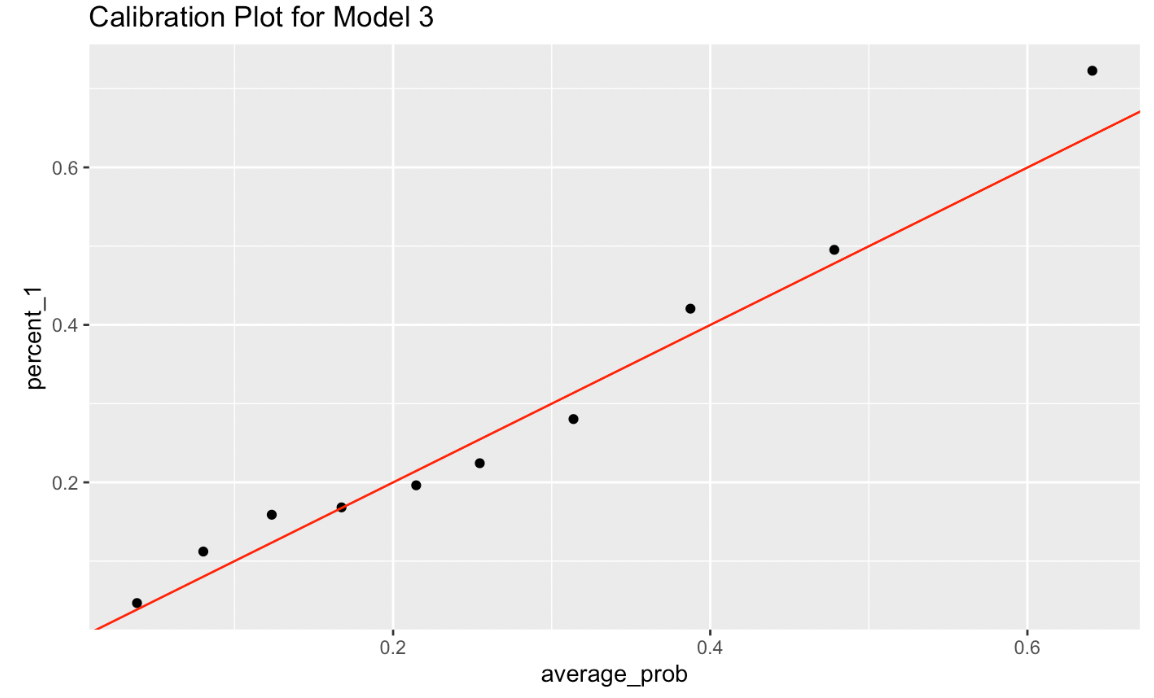 Calibration Plot for Model 3
0.6
0.4
0.2
percent_1
0.2 0.4 0.6
average_prob